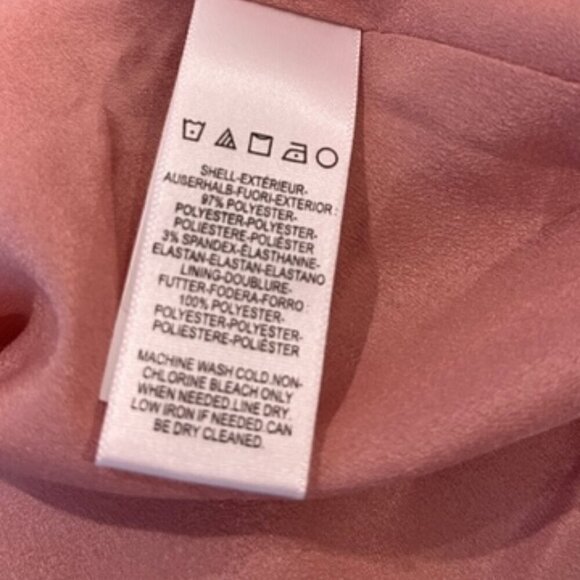 SHELL-EXTÉRIEUR-
AUßERHALB-FUORI-EXTERIOR:
97% POLYESTER-
POLYESTER-POLYESTER-
POLIESTERE-POLIÉSTER
3% SPANDEX-ÉLASTHANNE-
ELASTAN-ELASTAN-ELASTANO
LINING-DOUBLURE-
FUTTER-FODERA-FORRO:
100% POLYESTER-
POLYESTER-POLYESTER-
POLIESTERE-POLIÉSTER
MACHINE WASH COLD.NON-
CHLORINE BLEACH ONLY
WHEN NEEDED.LINE DRY.
LOW IRON IF NEEDED.CAN
BE DRY CLEANED.